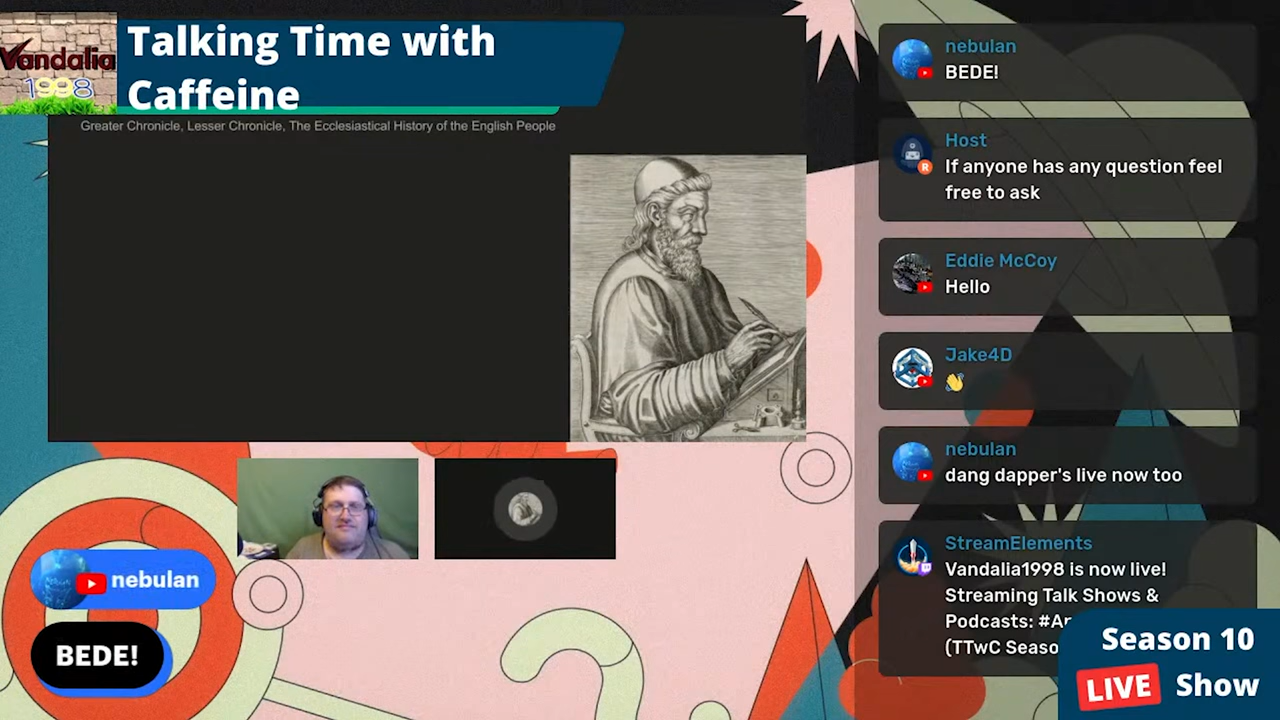 Vandalia
1998
Talking Time with
Caffeine
Greater Chronicle, Lesser Chronicle, The Ecclesiastical History of the English People
nebulan
BEDE!
nebulan
BEDE!
Host
If anyone has any question feel
free to ask
Eddie McCoy
Hello
Jake4D
👋
nebulan
dang dapper's live now too
StreamElements
Vandalia1998 is now live!
Streaming Talk Shows &
Podcasts:
(TTwC
Season 10
LIVE Show